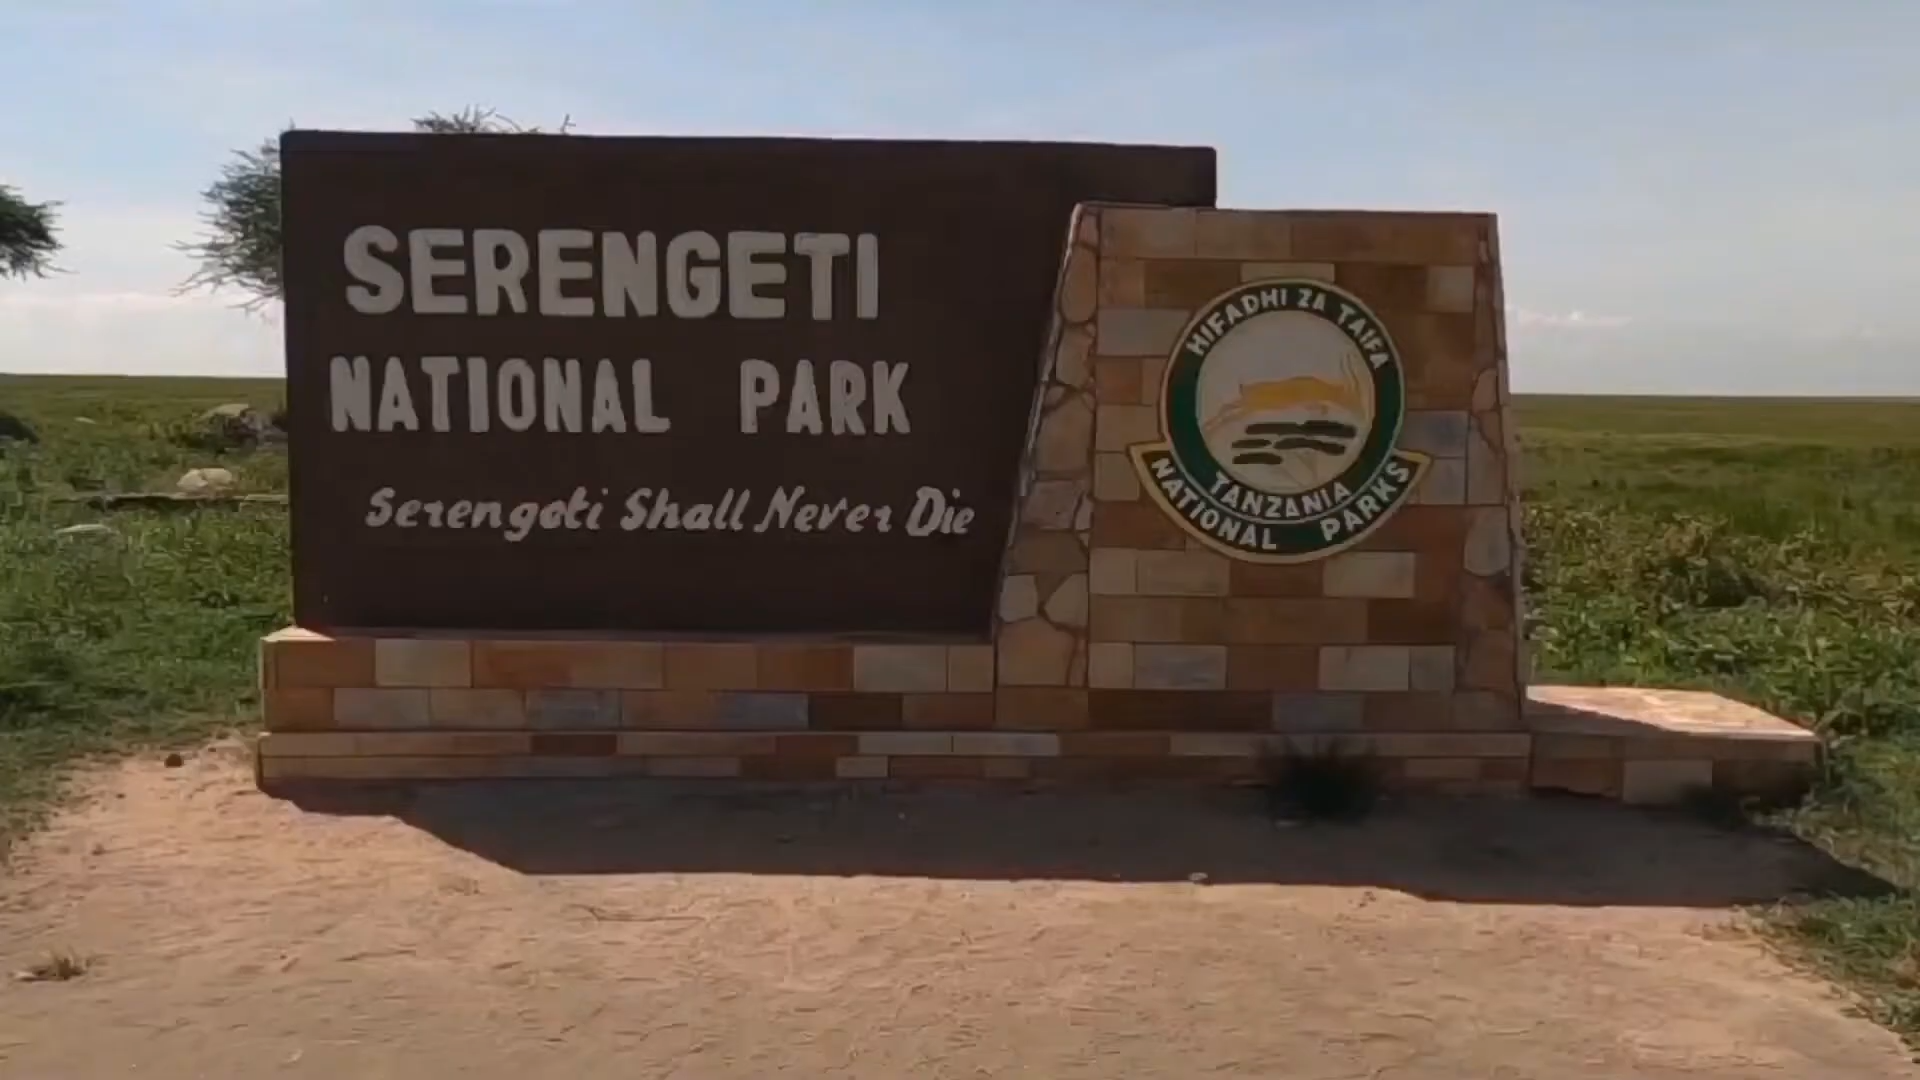 SERENGETI
NATIONAL PARK
Serengeti Shall Never Die
HIFADHI ZA TAIFA
TANZANIA
NATIONAL PARKS